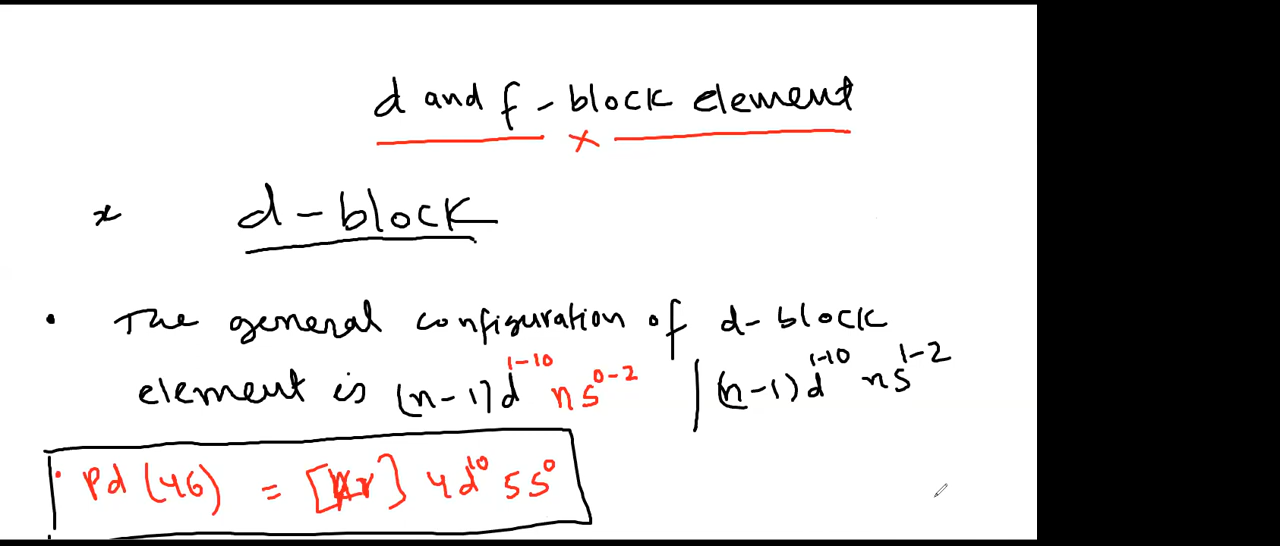 d and f - block element
x
* d - block
• The general configuration of d-block
element is (n-1)d¹⁻¹⁰ ns⁰⁻² | (n-1)d¹⁻¹⁰ ns¹⁻²
• Pd (46) = [Kr] 4d¹⁰ 5s⁰